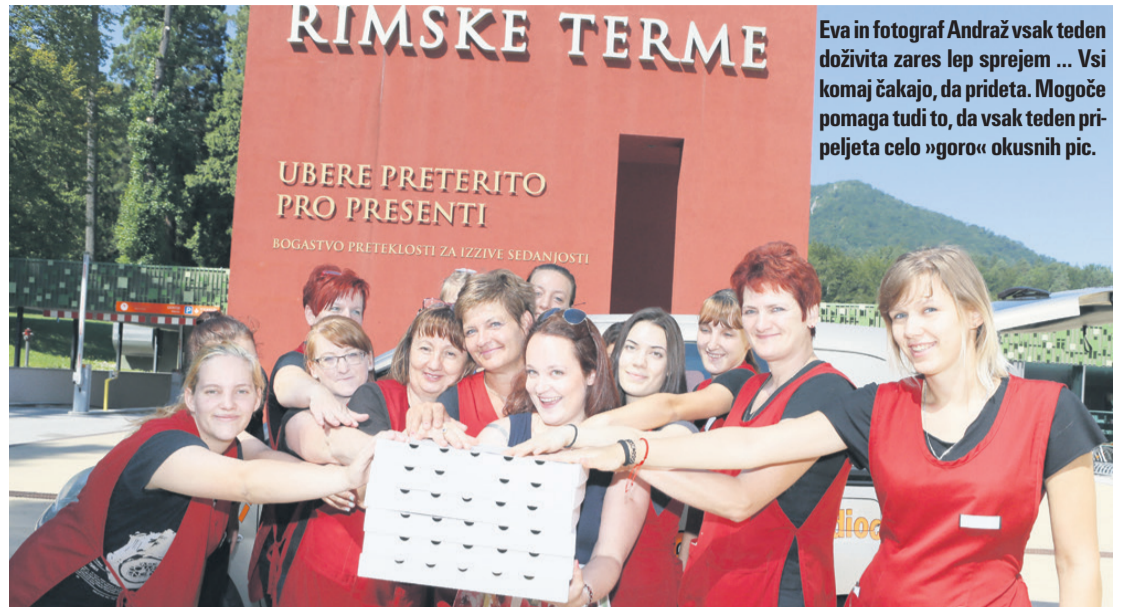 RIMSKE TERME
UBERE PRETERITO
PRO PRESENTI
BOGASTVO PRETEKLOSTI ZA IZZIVE SEDANJOSTI
Eva in fotograf Andraž vsak teden
doživita zares lep sprejem ... Vsi
komaj čakajo, da prideta. Mogoče
pomaga tudi to, da vsak teden pri-
peljeta celo »goro« okusnih pic.